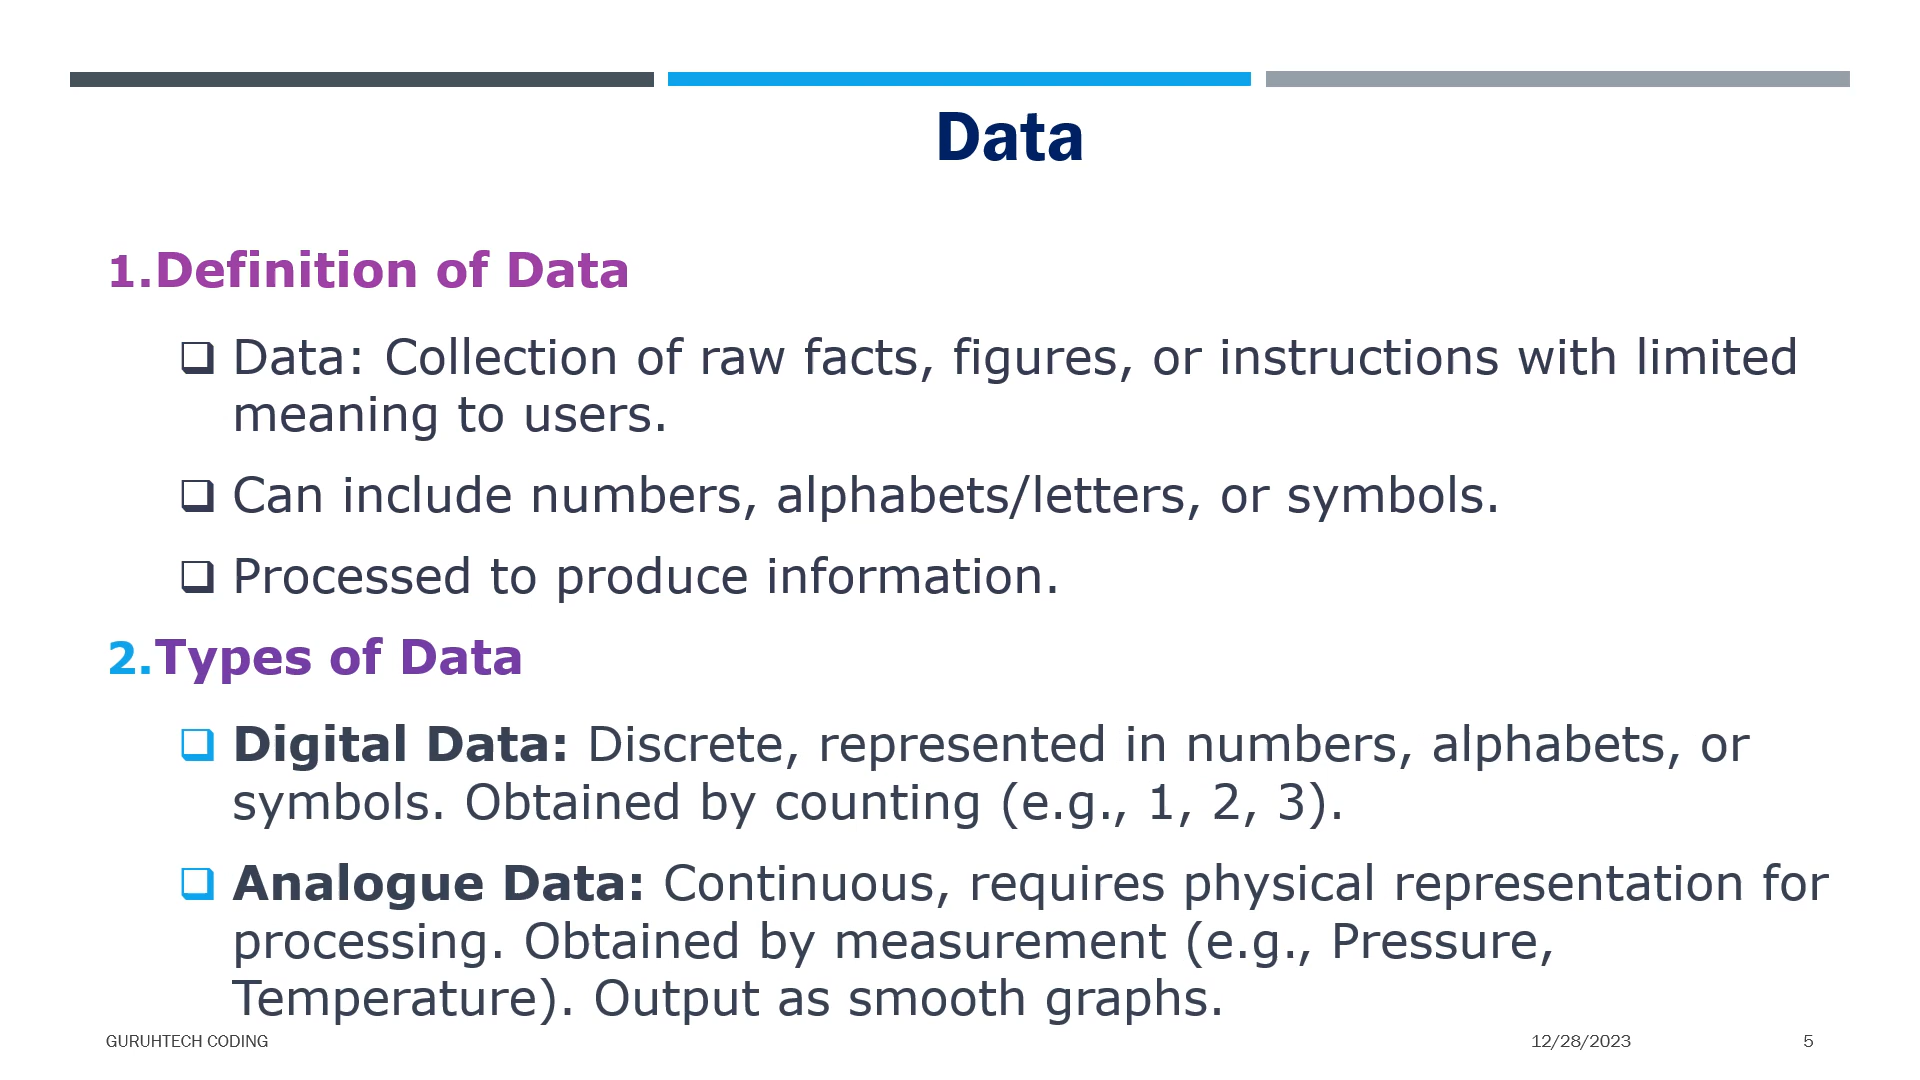 Data
1.Definition of Data
❑ Data: Collection of raw facts, figures, or instructions with limited
meaning to users.
❑ Can include numbers, alphabets/letters, or symbols.
❑ Processed to produce information.
2.Types of Data
❑ Digital Data: Discrete, represented in numbers, alphabets, or
symbols. Obtained by counting (e.g., 1, 2, 3).
❑ Analogue Data: Continuous, requires physical representation for
processing. Obtained by measurement (e.g., Pressure,
Temperature). Output as smooth graphs.
GURUHTECH CODING 12/28/2023 5